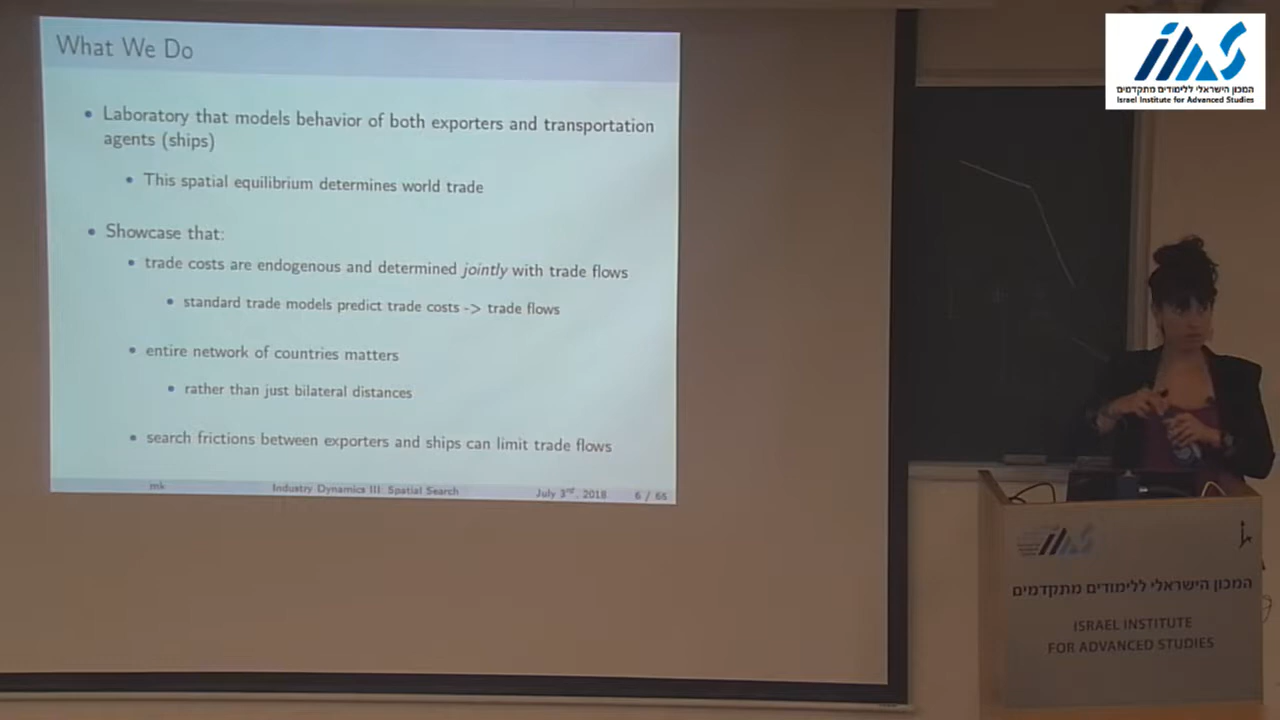 What We Do
• Laboratory that models behavior of both exporters and transportation
agents (ships)
• This spatial equilibrium determines world trade
• Showcase that:
• trade costs are endogenous and determined jointly with trade flows
• standard trade models predict trade costs -> trade flows
• entire network of countries matters
• rather than just bilateral distances
• search frictions between exporters and ships can limit trade flows
mk Industry Dynamics III: Spatial Search July 3rd, 2018 6 / 65
המכון הישראלי ללימודים מתקדמים
Israel Institute for Advanced Studies
המכון הישראלי ללימודים מתקדמים
ISRAEL INSTITUTE
FOR ADVANCED STUDIES